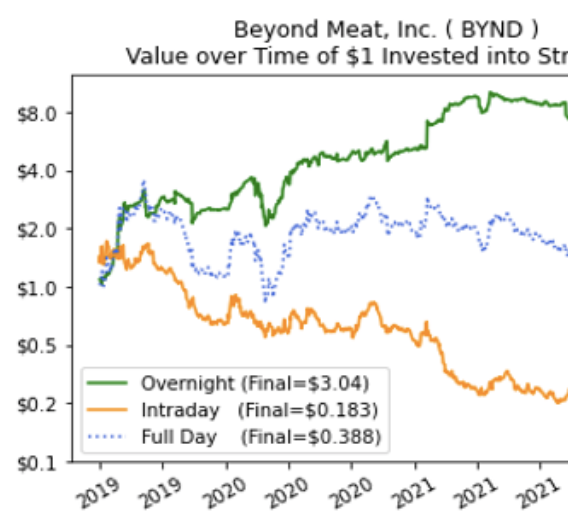 Beyond Meat, Inc. ( BYND )
Value over Time of $1 Invested into Str
$8.0
$4.0
$2.0
$1.0
$0.5
$0.2
$0.1
Overnight (Final=$3.04)
Intraday (Final=$0.183)
Full Day (Final=$0.388)
2019 2019 2020 2020 2020 2021 2021 2021